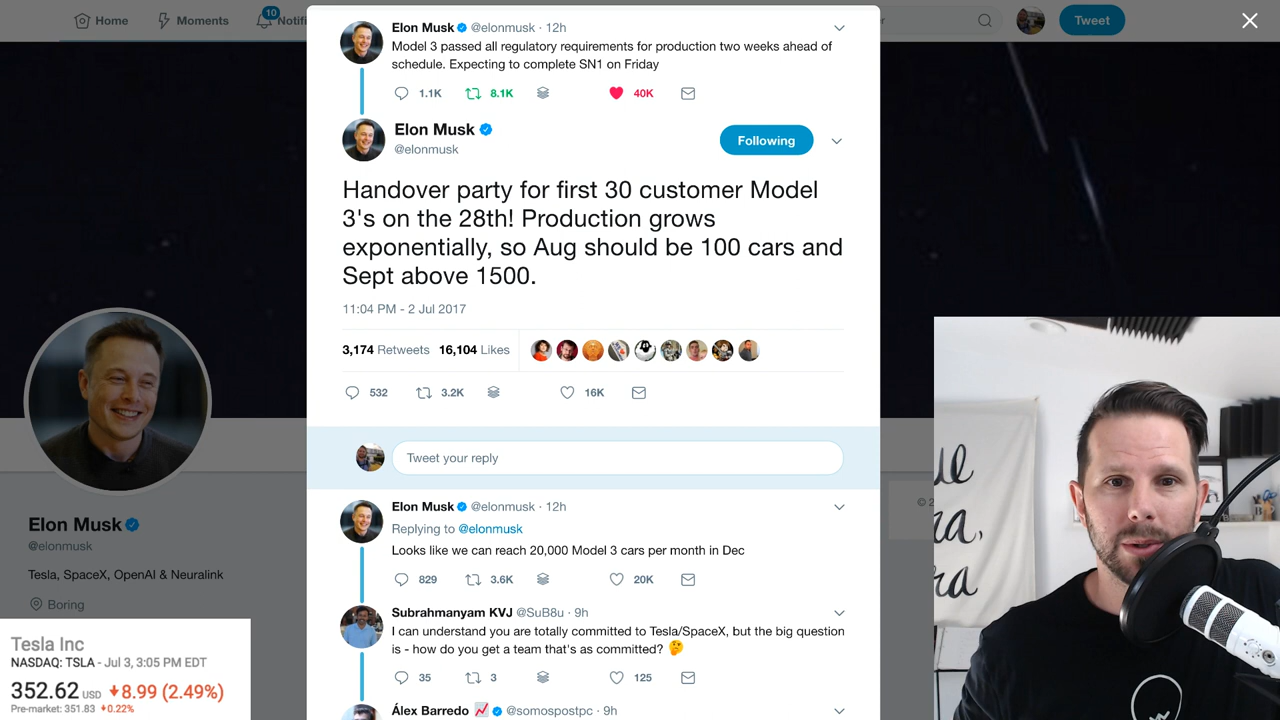 Home
Moments
10
Notifi
er
Tweet
Elon Musk @elonmusk · 12h
Model 3 passed all regulatory requirements for production two weeks ahead of
schedule. Expecting to complete SN1 on Friday
1.1K 8.1K 40K
Elon Musk
@elonmusk
Following
Handover party for first 30 customer Model
3's on the 28th! Production grows
exponentially, so Aug should be 100 cars and
Sept above 1500.
11:04 PM - 2 Jul 2017
3,174 Retweets 16,104 Likes
532 3.2K 16K
Tweet your reply
Elon Musk @elonmusk · 12h
Replying to @elonmusk
Looks like we can reach 20,000 Model 3 cars per month in Dec
829 3.6K 20K
Subrahmanyam KVJ @SuB8u · 9h
I can understand you are totally committed to Tesla/SpaceX, but the big question
is - how do you get a team that's as committed? 🤔
35 3 125
Álex Barredo 📈 @somospostpc · 9h
Elon Musk
@elonmusk
Tesla, SpaceX, OpenAI & Neuralink
Boring
Tesla Inc
NASDAQ: TSLA - Jul 3, 3:05 PM EDT
352.62 USD 8.99 (2.49%)
Pre-market: 351.83 0.22%
© 2